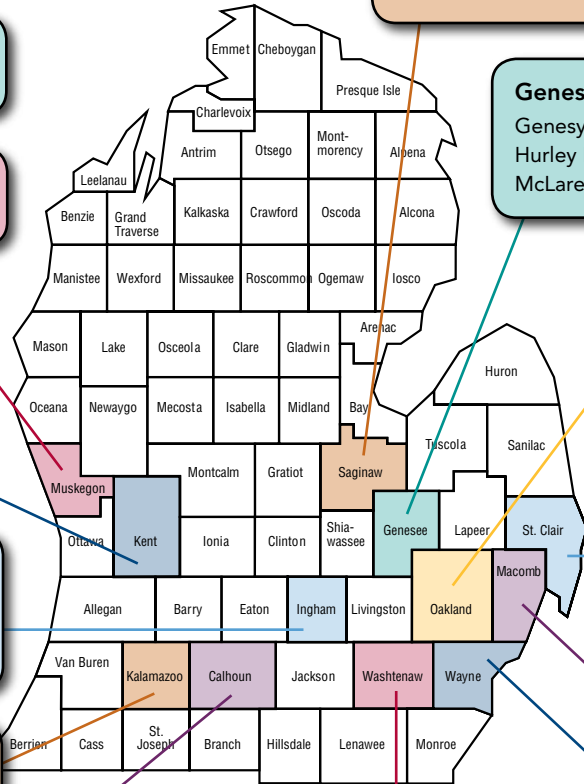 Emmet
Cheboygan
Presque Isle
Charlevoix
Genes
Genesy
Hurley
McLare
Antrim
Otsego
Mont-
morency
Alpena
Leelanau
Benzie
Grand
Traverse
Kalkaska
Crawford
Oscoda
Alcona
Manistee
Wexford
Missaukee
Roscommon
Ogemaw
Iosco
Arenac
Mason
Lake
Osceola
Clare
Gladwin
Huron
Oceana
Newaygo
Mecosta
Isabella
Midland
Bay
Tuscola
Sanilac
Muskegon
Montcalm
Gratiot
Saginaw
Ottawa
Kent
Ionia
Clinton
Shia-
wassee
Genesee
Lapeer
St. Clair
Allegan
Barry
Eaton
Ingham
Livingston
Oakland
Macomb
Van Buren
Kalamazoo
Calhoun
Jackson
Washtenaw
Wayne
Berrien
Cass
St.
Joseph
Branch
Hillsdale
Lenawee
Monroe